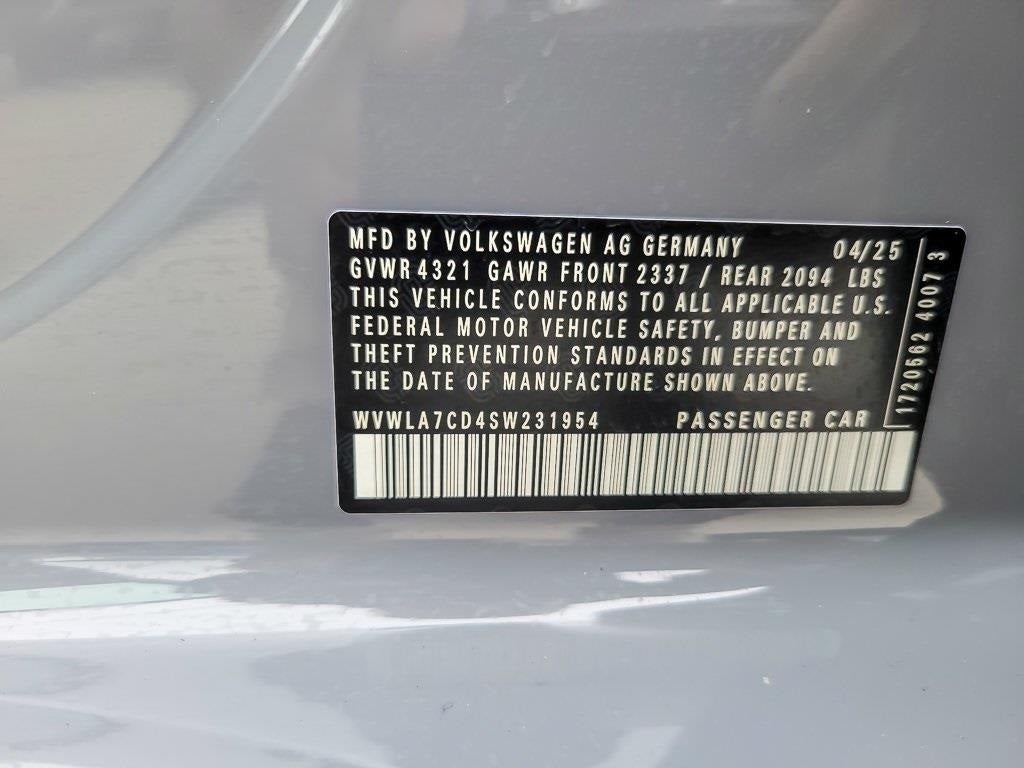 MFD BY VOLKSWAGEN AG GERMANY 04/25
GVWR 4321 GAWR FRONT 2337 / REAR 2094 LBS
THIS VEHICLE CONFORMS TO ALL APPLICABLE U.S.
FEDERAL MOTOR VEHICLE SAFETY, BUMPER AND
THEFT PREVENTION STANDARDS IN EFFECT ON
THE DATE OF MANUFACTURE SHOWN ABOVE.
WVWLA7CD4SW231954 PASSENGER CAR
1720562 4007 3